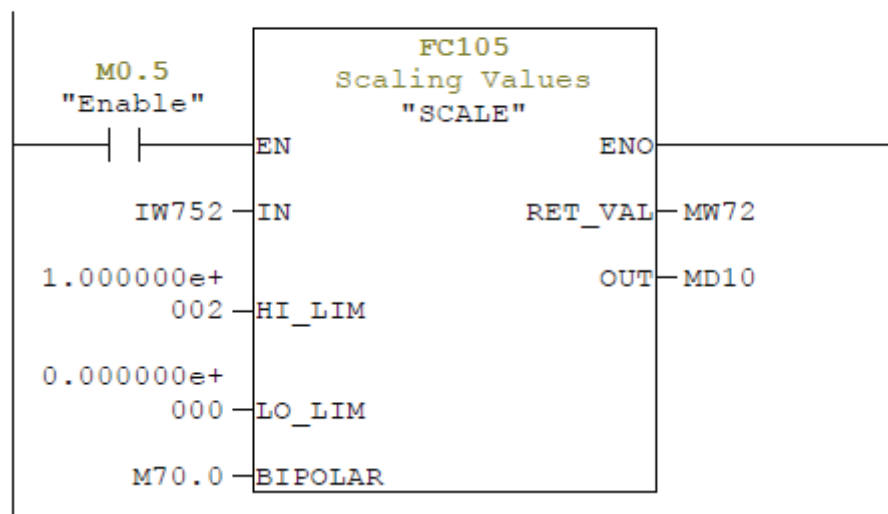 FC105
M0.5
Scaling Values
"Enable"
"SCALE"
EN ENO
IW752 IN RET_VAL MW72
1.000000e+
OUT MD10
002 HI_LIM
0.000000e+
000 LO_LIM
M70.0 BIPOLAR